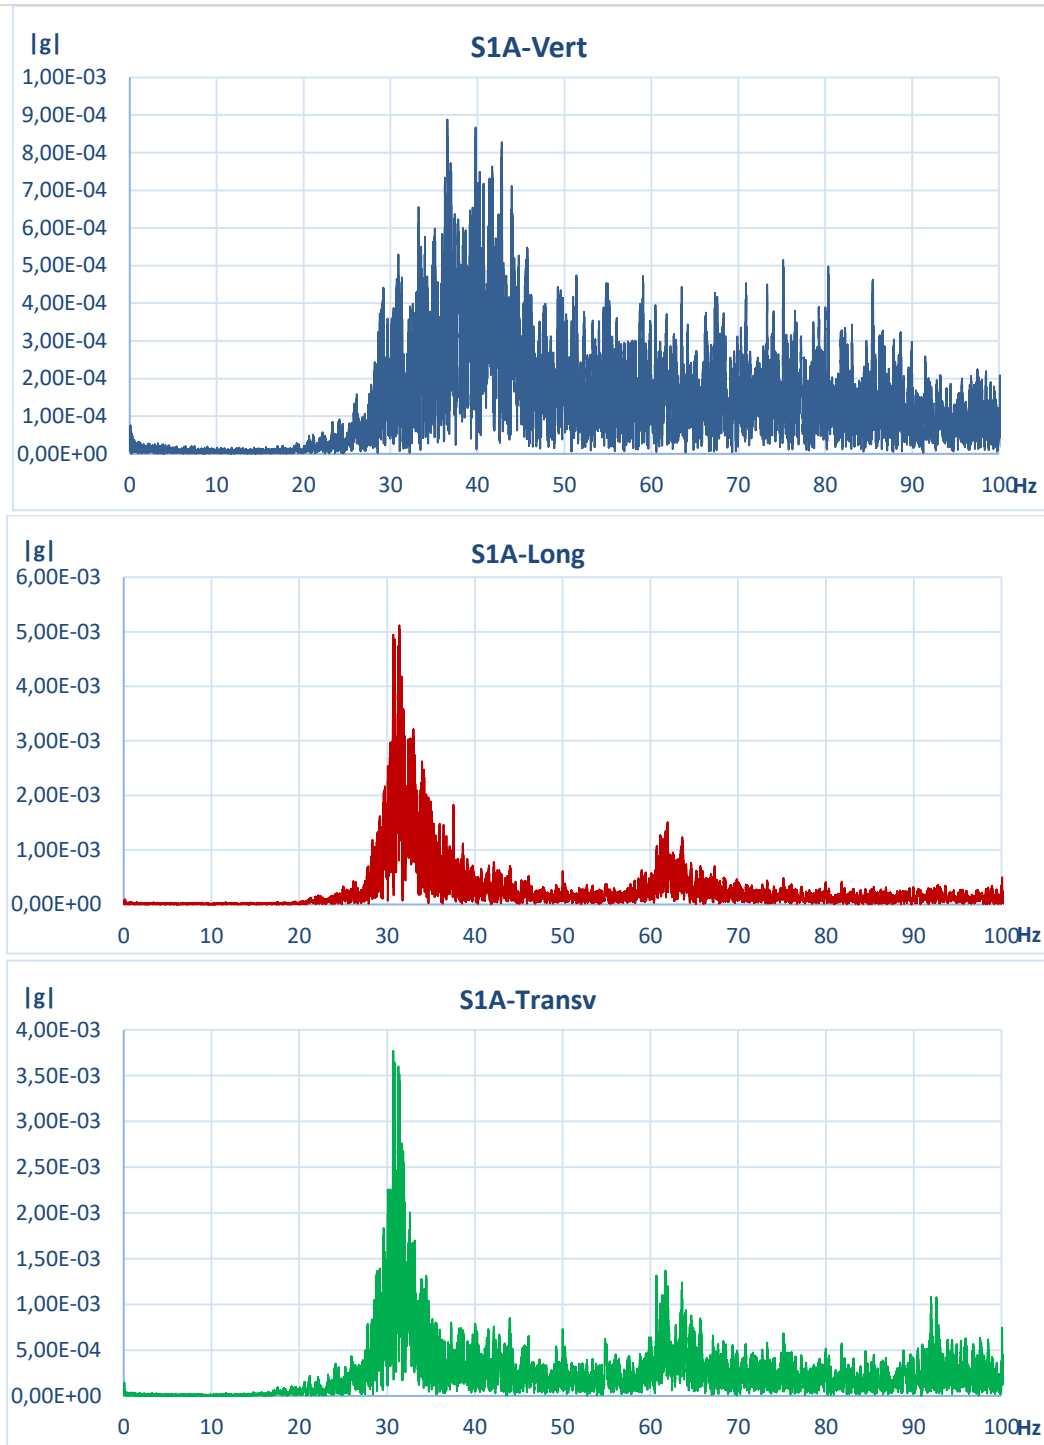 |g|
S1A-Vert
1,00E-03
9,00E-04
8,00E-04
7,00E-04
6,00E-04
5,00E-04
4,00E-04
3,00E-04
2,00E-04
1,00E-04
0,00E+00
0 10 20 30 40 50 60 70 80 90 100 Hz
|g|
S1A-Long
6,00E-03
5,00E-03
4,00E-03
3,00E-03
2,00E-03
1,00E-03
0,00E+00
0 10 20 30 40 50 60 70 80 90 100 Hz
|g|
S1A-Transv
4,00E-03
3,50E-03
3,00E-03
2,50E-03
2,00E-03
1,50E-03
1,00E-03
5,00E-04
0,00E+00
0 10 20 30 40 50 60 70 80 90 100 Hz